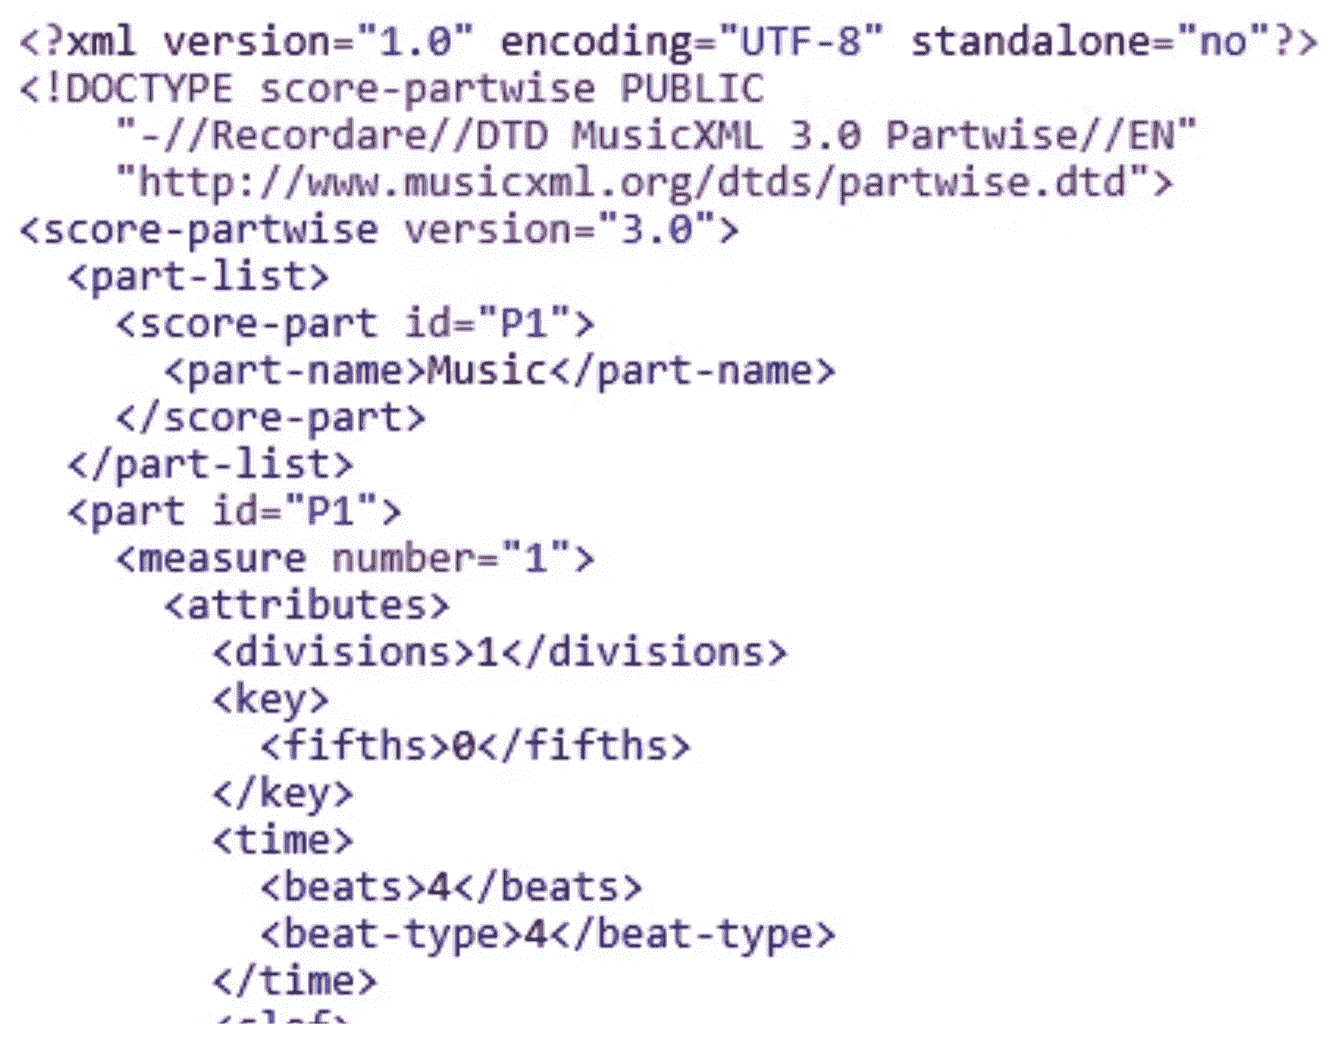 <?xml version="1.0" encoding="UTF-8" standalone="no"?>
<!DOCTYPE score-partwise PUBLIC
    "-//Recordare//DTD MusicXML 3.0 Partwise//EN"
    "http://www.musicxml.org/dtds/partwise.dtd">
<score-partwise version="3.0">
  <part-list>
    <score-part id="P1">
      <part-name>Music</part-name>
    </score-part>
  </part-list>
  <part id="P1">
    <measure number="1">
      <attributes>
        <divisions>1</divisions>
        <key>
          <fifths>0</fifths>
        </key>
        <time>
          <beats>4</beats>
          <beat-type>4</beat-type>
        </time>
        <clef>